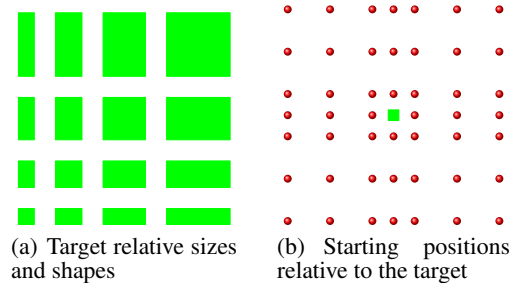 (a) Target relative sizes
and shapes
(b) Starting positions
relative to the target